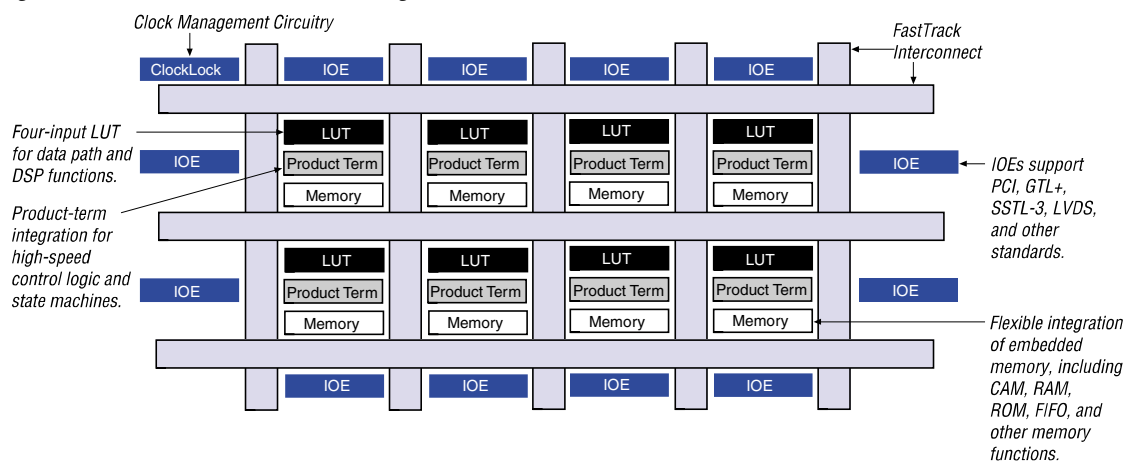 Clock Management Circuitry
FastTrack
Interconnect
ClockLock
IOE
IOE
IOE
IOE
Four-input LUT
for data path and
DSP functions.
LUT
LUT
LUT
LUT
IOE
Product Term
Product Term
Product Term
Product Term
IOE
Memory
Memory
Memory
Memory
IOEs support
PCI, GTL+,
SSTL-3, LVDS,
and other
standards.
Product-term
integration for
high-speed
control logic and
state machines.
LUT
LUT
LUT
LUT
IOE
Product Term
Product Term
Product Term
Product Term
IOE
Memory
Memory
Memory
Memory
Flexible integration
of embedded
memory, including
CAM, RAM,
ROM, FIFO, and
other memory
functions.
IOE
IOE
IOE
IOE